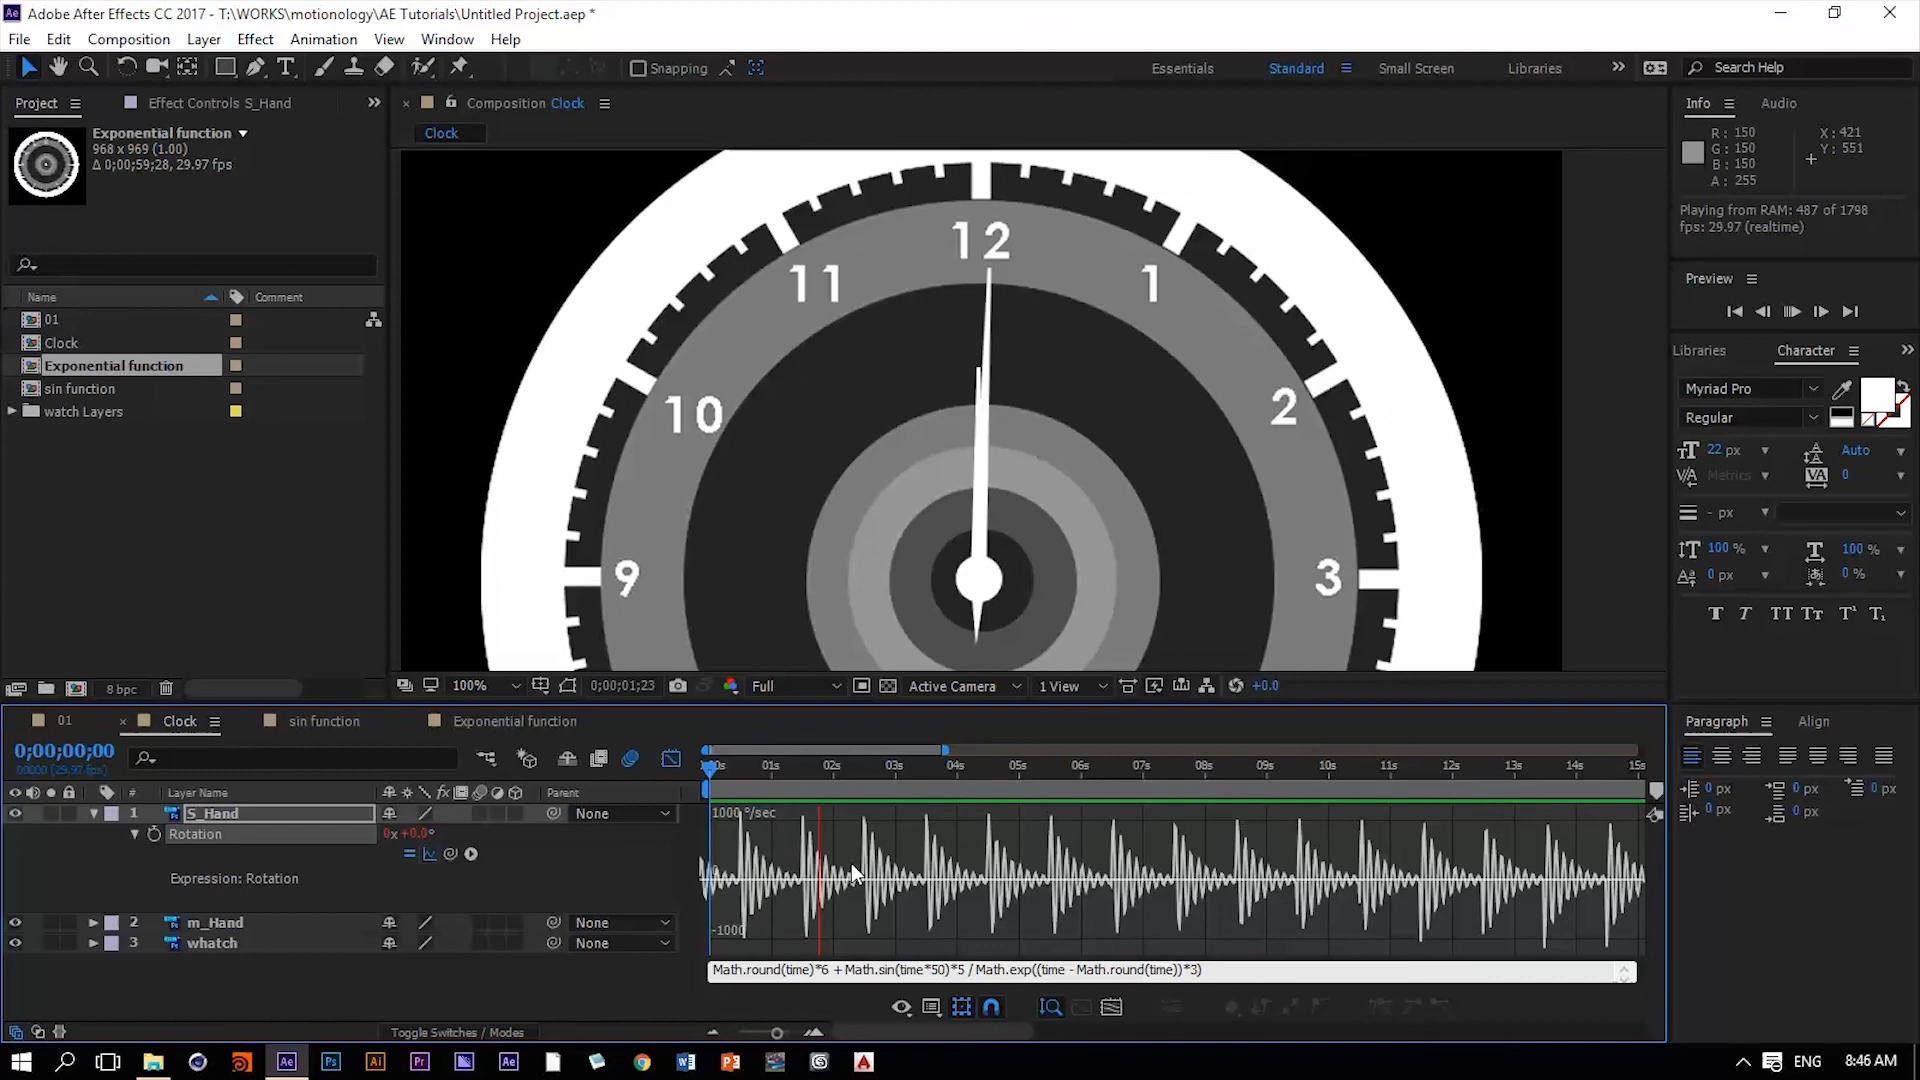 Adobe After Effects CC 2017 - T:\WORKS\motionology\AE Tutorials\Untitled Project.aep *
File Edit Composition Layer Effect Animation View Window Help
Snapping
Essentials Standard Small Screen Libraries Search Help
Project Effect Controls S_Hand
Composition Clock
Clock
Info Audio
Exponential function
968 x 969 (1.00)
Δ 0;00;59;28, 29.97 fps
R: 150
G: 150
B: 150
A: 255
X: 421
Y: 551
Playing from RAM: 487 of 1798
fps: 29.97 (realtime)
Preview
Name Comment
01
Clock
Exponential function
sin function
watch Layers
12
11
1
10
2
9
3
Libraries Character
Myriad Pro
Regular
22 px Auto
Metrics 0
- px
100 % 100 %
0 px 0 %
8 bpc
100% 0;00;01;23 Full Active Camera 1 View +0.0
01 Clock sin function Exponential function
0;00;00;00
00000 (29.97 fps)
01s 02s 03s 04s 05s 06s 07s 08s 09s 10s 11s 12s 13s 14s 15s
# Layer Name Parent
1 S_Hand None
Rotation 0x+0.0°
Expression: Rotation
2 m_Hand None
3 whatch None
1000 °/sec
0
-1000
Math.round(time)*6 + Math.sin(time*50)*5 / Math.exp((time - Math.round(time))*3)
Toggle Switches / Modes
Paragraph Align
0 px 0 px 0 px
0 px 0 px
ENG 8:46 AM